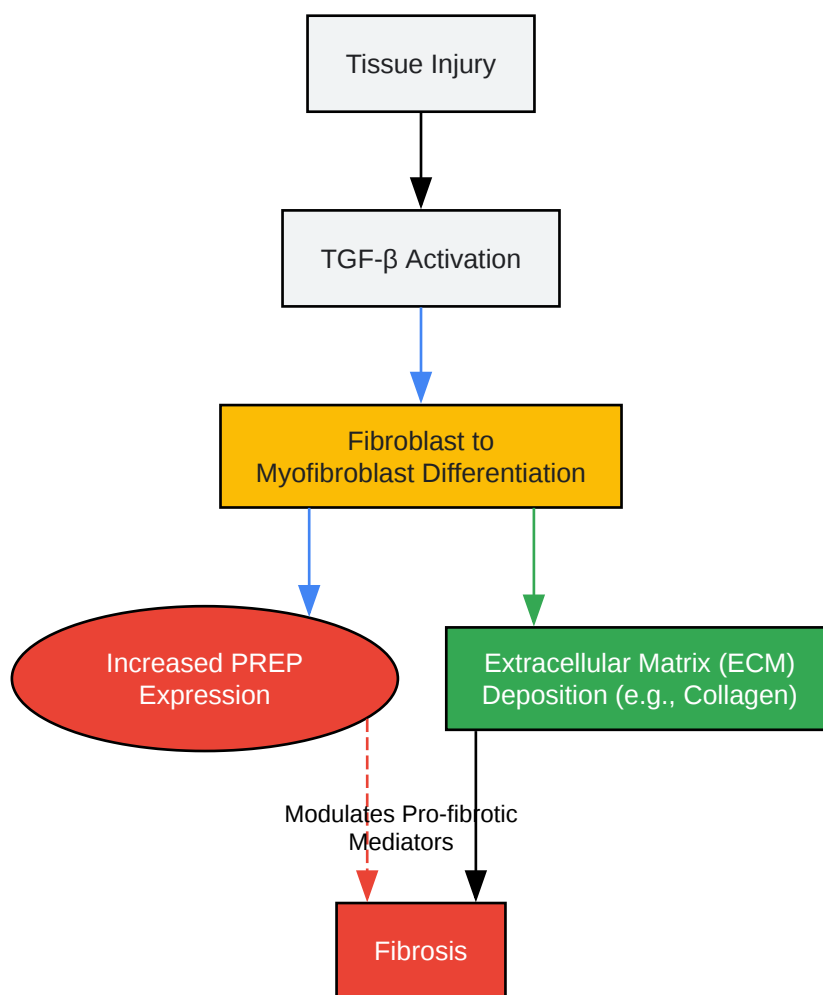 Tissue Injury
TGF-β Activation
Fibroblast to
Myofibroblast Differentiation
Increased PREP
Expression
Extracellular Matrix (ECM)
Deposition (e.g., Collagen)
Modulates Pro-fibrotic
Mediators
Fibrosis